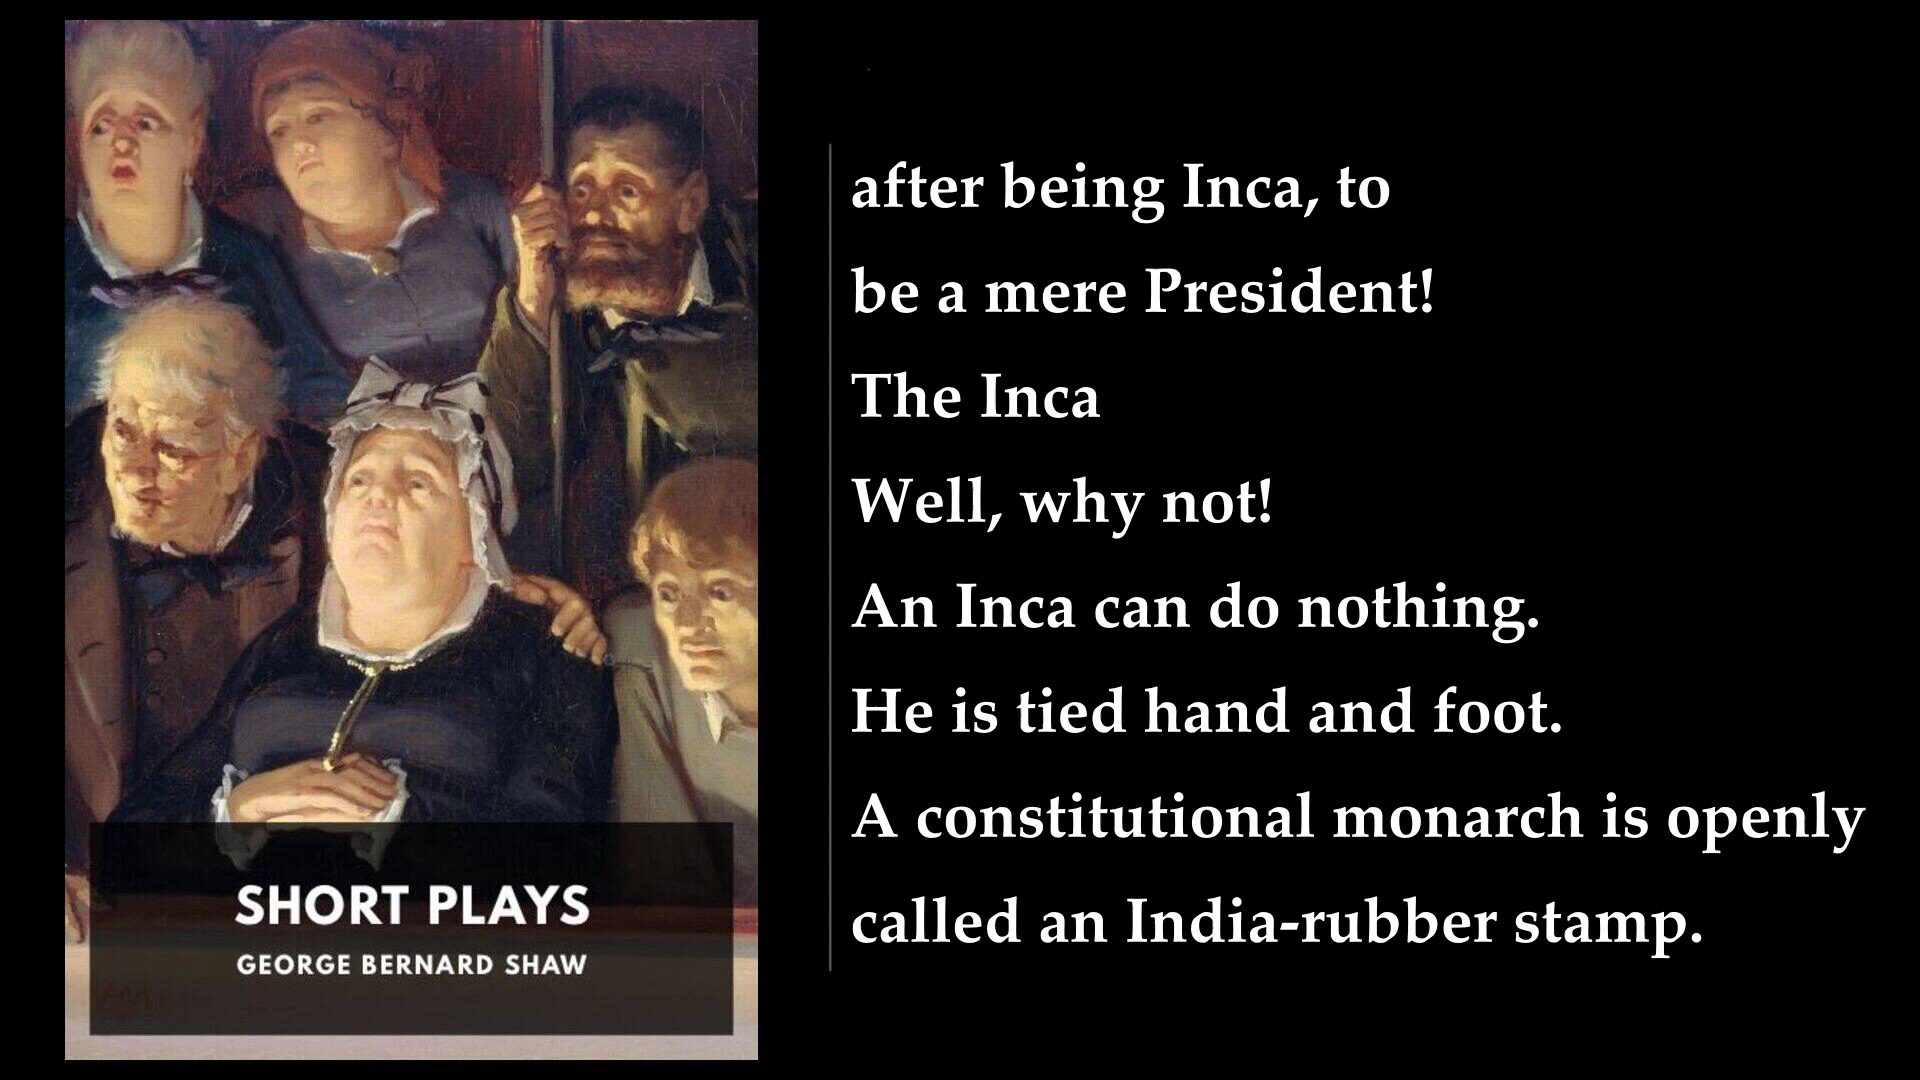 after being Inca, to
be a mere President!
The Inca
Well, why not!
An Inca can do nothing.
He is tied hand and foot.
A constitutional monarch is openly
called an India-rubber stamp.
SHORT PLAYS
GEORGE BERNARD SHAW